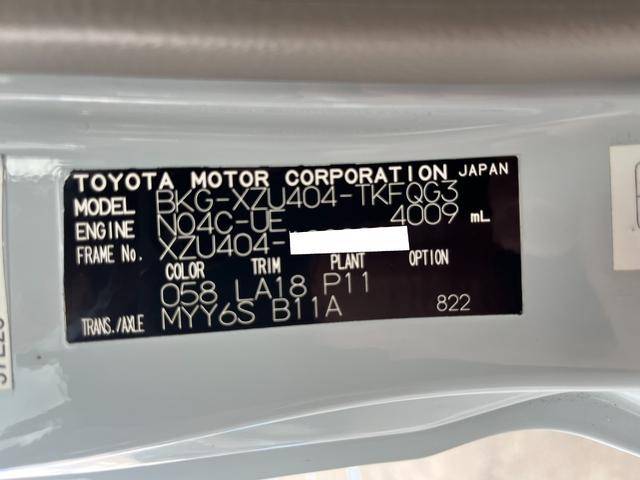 TOYOTA MOTOR CORPORATION JAPAN
MODEL BKG-XZU404-TKFQG3
ENGINE N04C-UE 4009 mL
FRAME No. XZU404-
COLOR TRIM PLANT OPTION
058 LA18 P11
TRANS./AXLE MYY6S B11A 822